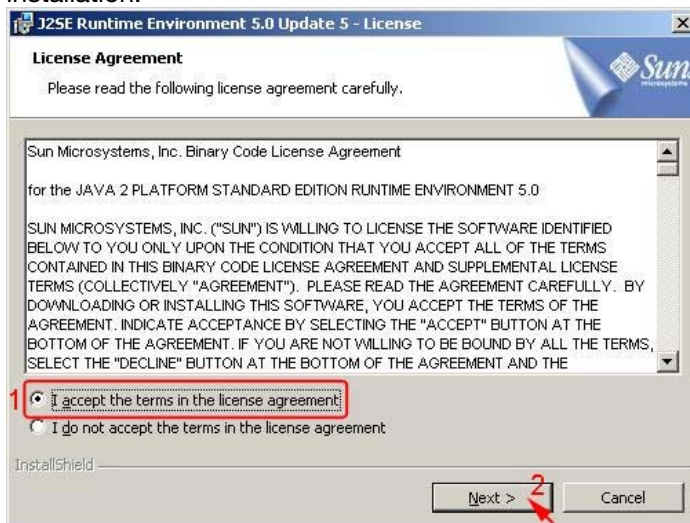 installation.
J2SE Runtime Environment 5.0 Update 5 - License
License Agreement
Please read the following license agreement carefully.
Sun
microsystems
Sun Microsystems, Inc. Binary Code License Agreement
for the JAVA 2 PLATFORM STANDARD EDITION RUNTIME ENVIRONMENT 5.0
SUN MICROSYSTEMS, INC. ("SUN") IS WILLING TO LICENSE THE SOFTWARE IDENTIFIED
BELOW TO YOU ONLY UPON THE CONDITION THAT YOU ACCEPT ALL OF THE TERMS
CONTAINED IN THIS BINARY CODE LICENSE AGREEMENT AND SUPPLEMENTAL LICENSE
TERMS (COLLECTIVELY "AGREEMENT"). PLEASE READ THE AGREEMENT CAREFULLY. BY
DOWNLOADING OR INSTALLING THIS SOFTWARE, YOU ACCEPT THE TERMS OF THE
AGREEMENT. INDICATE ACCEPTANCE BY SELECTING THE "ACCEPT" BUTTON AT THE
BOTTOM OF THE AGREEMENT. IF YOU ARE NOT WILLING TO BE BOUND BY ALL THE TERMS,
SELECT THE "DECLINE" BUTTON AT THE BOTTOM OF THE AGREEMENT AND THE
1 I accept the terms in the license agreement
I do not accept the terms in the license agreement
InstallShield
Next > 2 Cancel